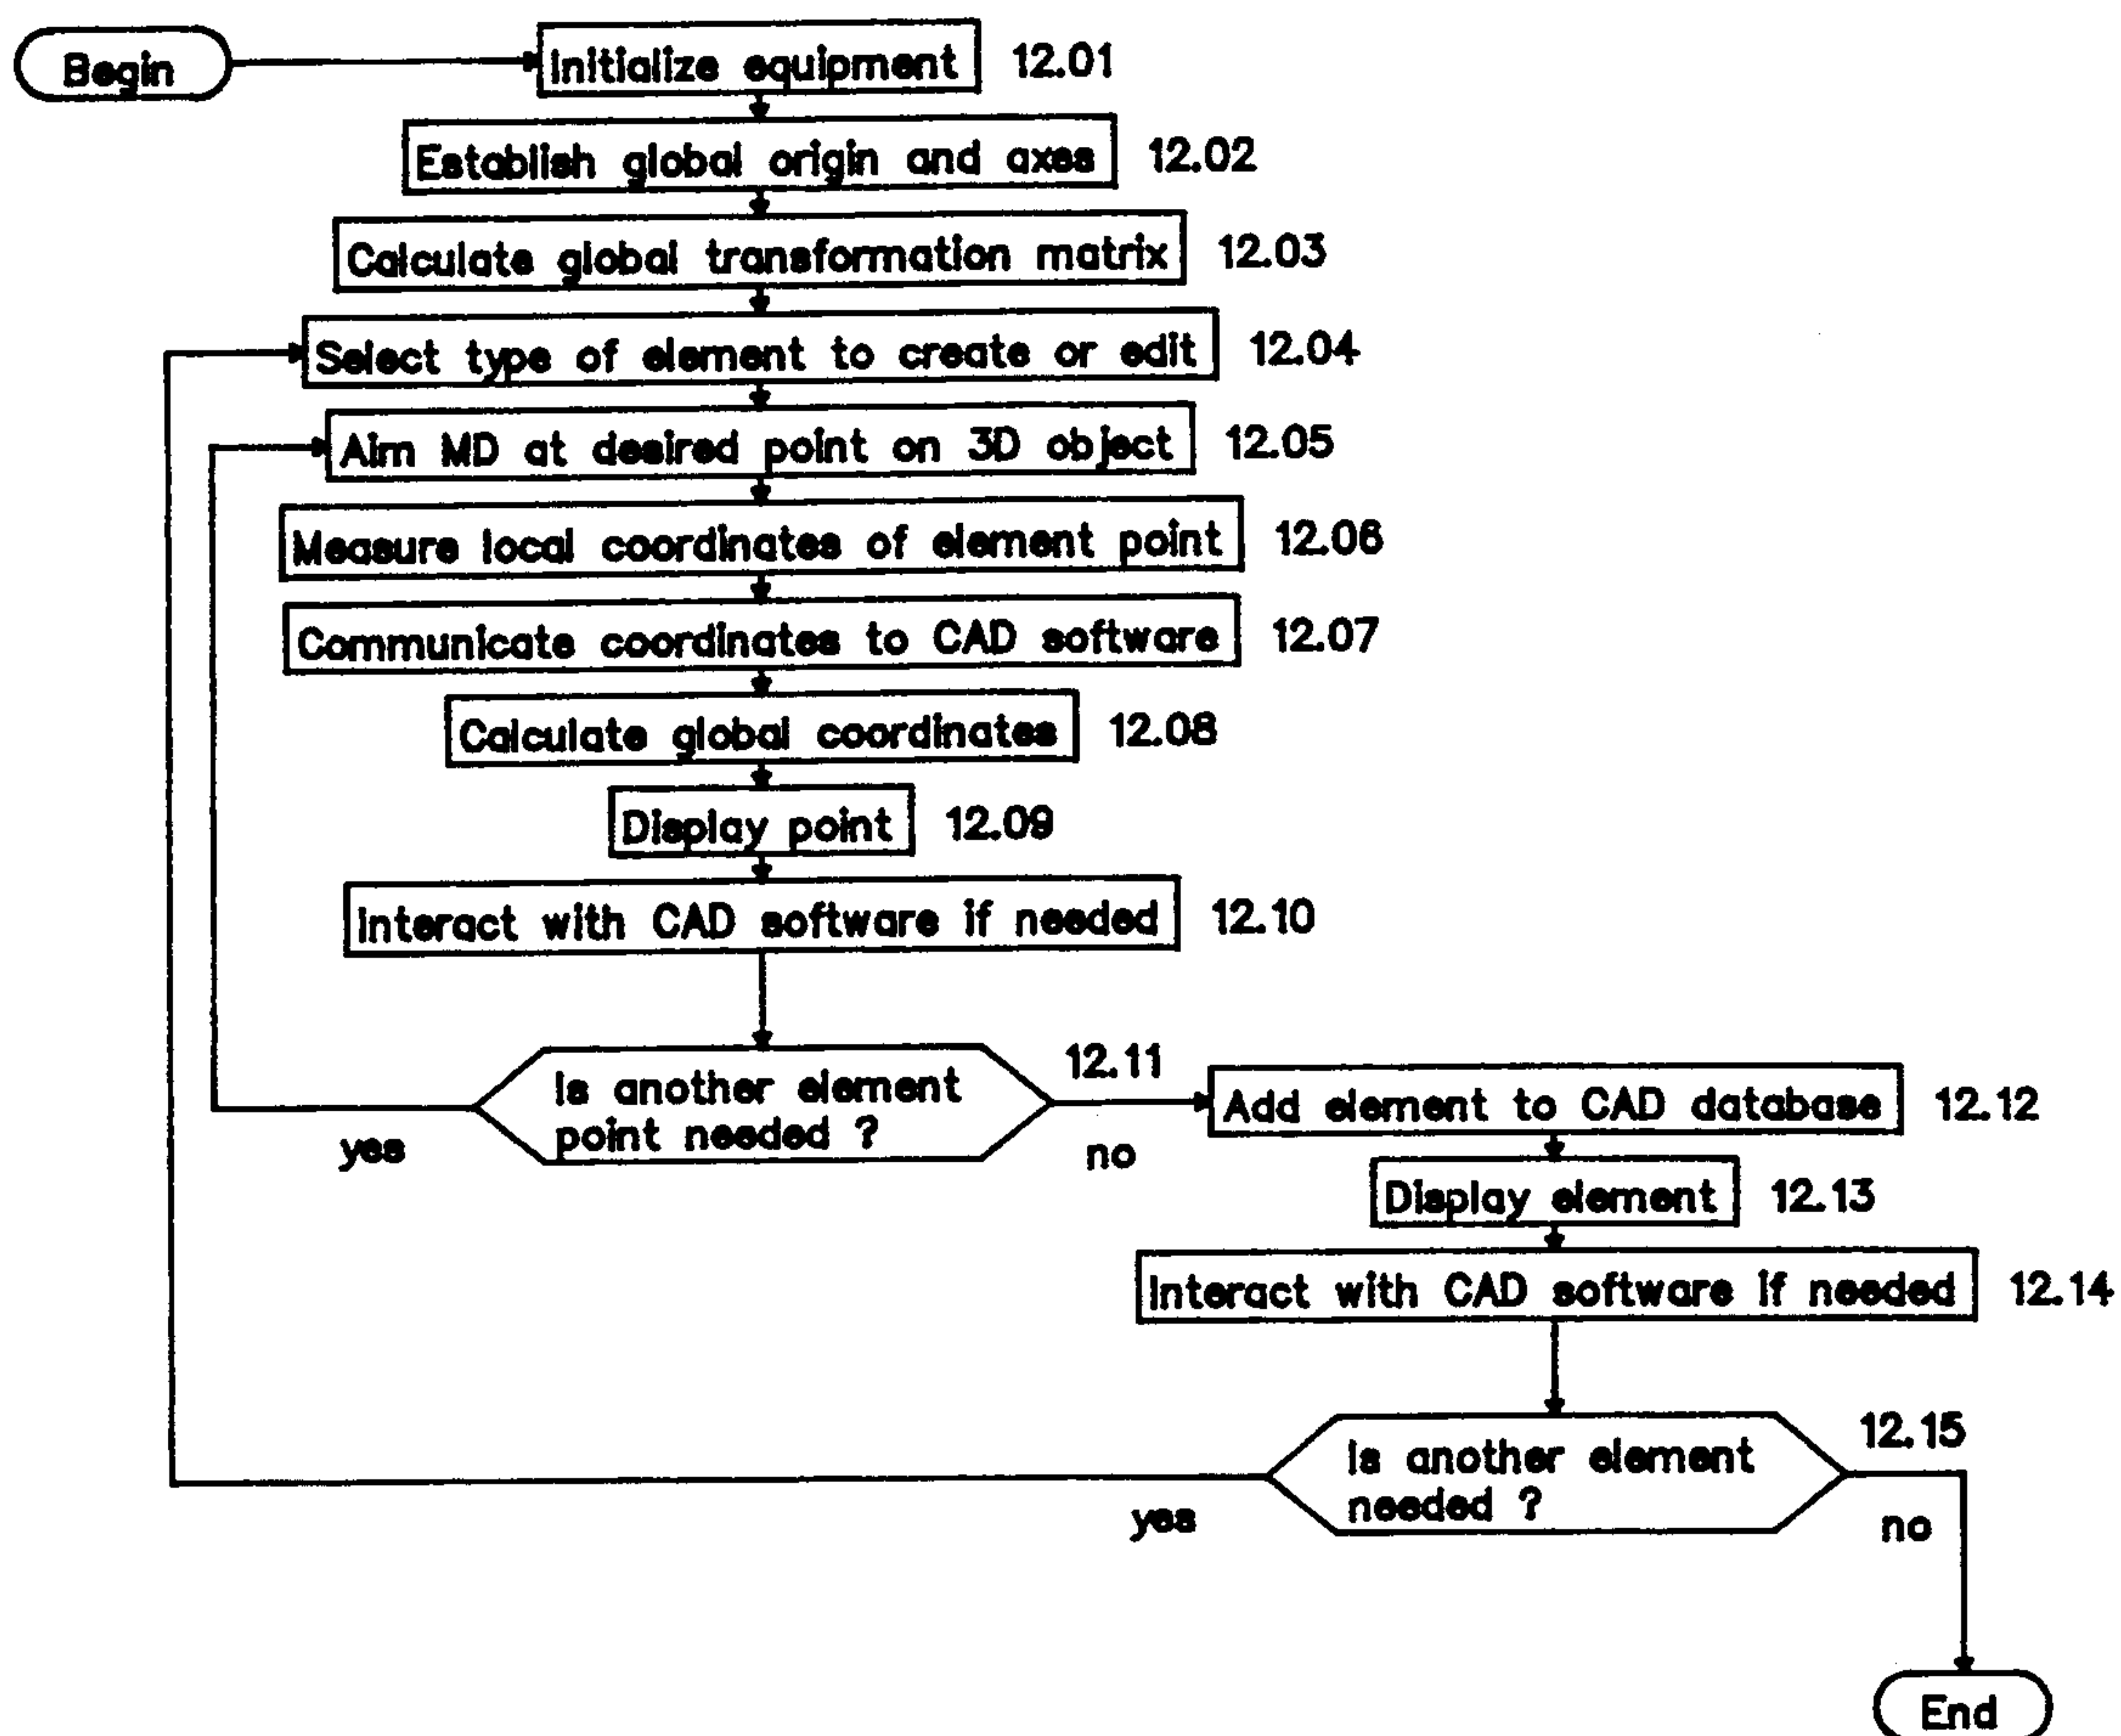 Begin
Initialize equipment 12.01
Establish global origin and axes 12.02
Calculate global transformation matrix 12.03
Select type of element to create or edit 12.04
Aim MD at desired point on 3D object 12.05
Measure local coordinates of element point 12.06
Communicate coordinates to CAD software 12.07
Calculate global coordinates 12.08
Display point 12.09
Interact with CAD software if needed 12.10
Is another element
point needed ?
12.11
yes
no
Add element to CAD database 12.12
Display element 12.13
Interact with CAD software if needed 12.14
Is another element
needed ?
12.15
yes
no
End